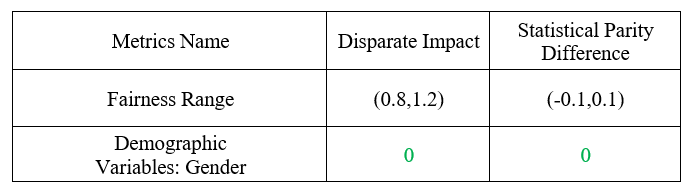 Metrics Name
Disparate Impact
Statistical Parity
Difference
Fairness Range
(0.8,1.2)
(-0.1,0.1)
Demographic
Variables: Gender
0
0